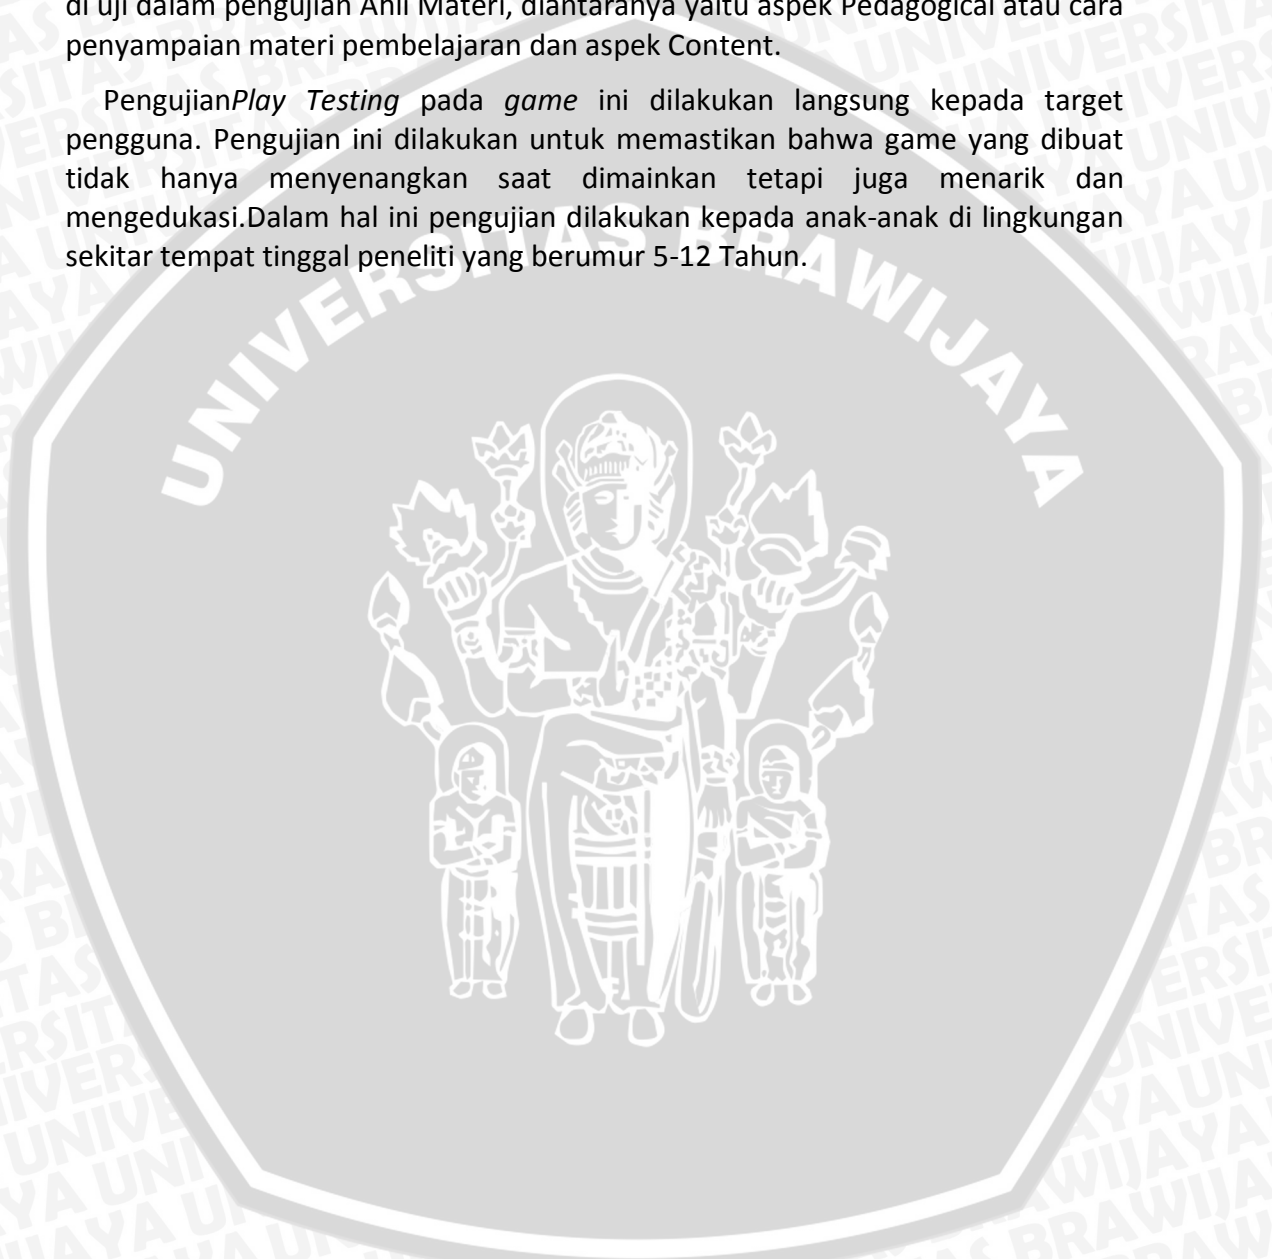 di uji dalam pengujian Ahli Materi, diantaranya yaitu aspek Pedagogical atau cara
penyampaian materi pembelajaran dan aspek Content.
PengujianPlay Testing pada game ini dilakukan langsung kepada target
pengguna. Pengujian ini dilakukan untuk memastikan bahwa game yang dibuat
tidak hanya menyenangkan saat dimainkan tetapi juga menarik dan
mengedukasi.Dalam hal ini pengujian dilakukan kepada anak-anak di lingkungan
sekitar tempat tinggal peneliti yang berumur 5-12 Tahun.
UNIVERSITAS BRAWIJAYA